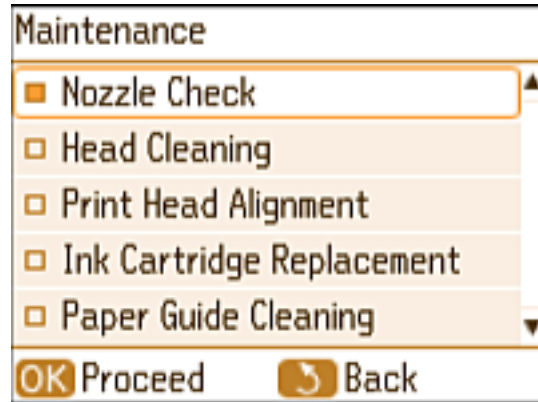 Maintenance
Nozzle Check
Head Cleaning
Print Head Alignment
Ink Cartridge Replacement
Paper Guide Cleaning
OK Proceed Back